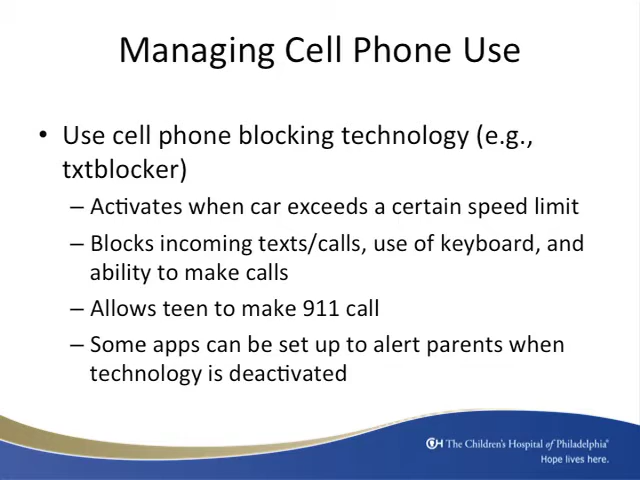 Managing Cell Phone Use
• Use cell phone blocking technology (e.g.,
txtblocker)
– Activates when car exceeds a certain speed limit
– Blocks incoming texts/calls, use of keyboard, and
ability to make calls
– Allows teen to make 911 call
– Some apps can be set up to alert parents when
technology is deactivated
The Children's Hospital of Philadelphia®
Hope lives here.